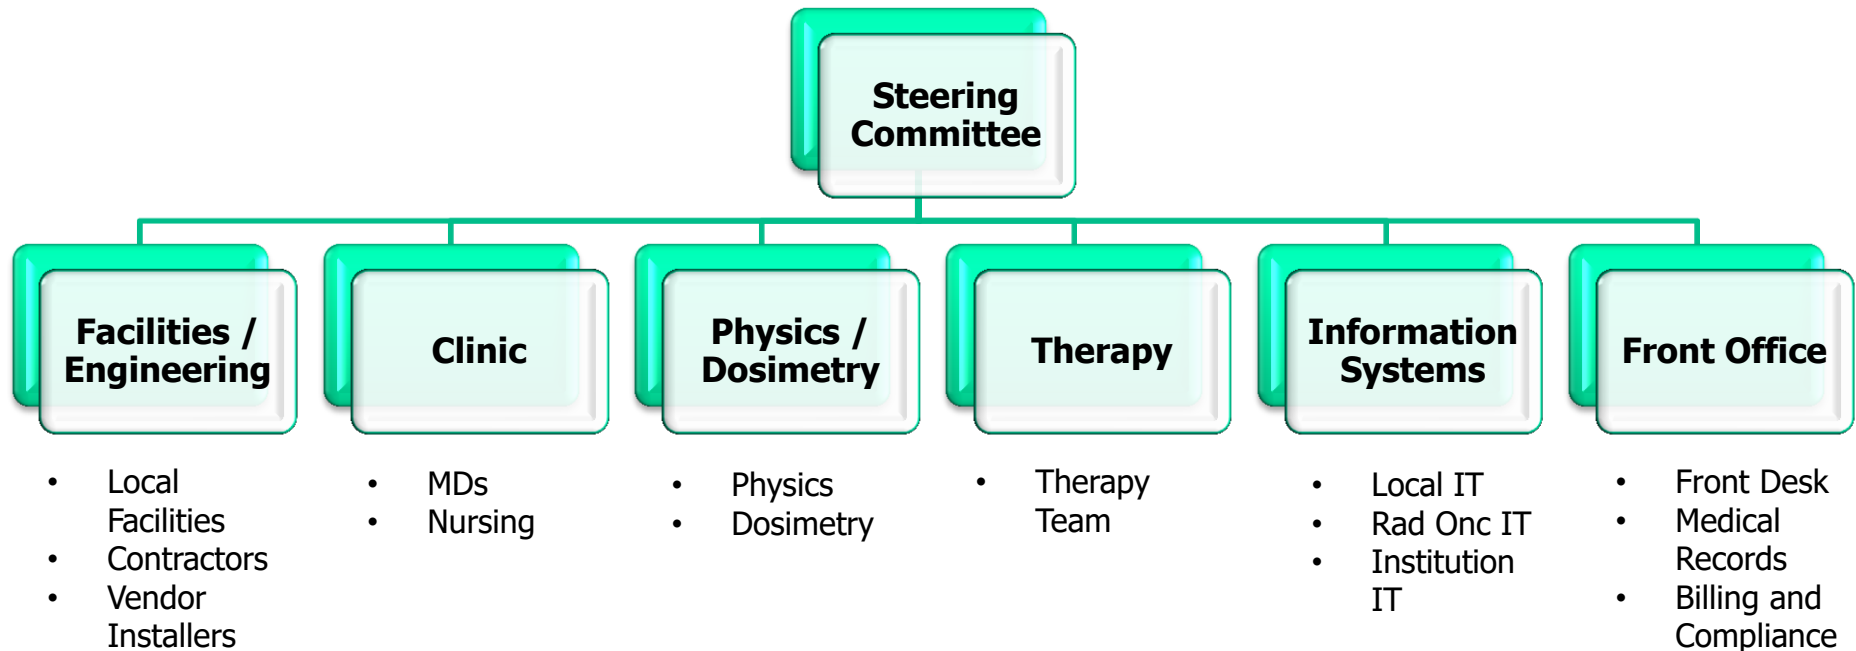 Steering
Committee
Facilities /
Engineering
Clinic
Physics /
Dosimetry
Therapy
Information
Systems
Front Office
• Local
Facilities
• Contractors
• Vendor
Installers
• MDs
• Nursing
• Physics
• Dosimetry
• Therapy
Team
• Local IT
• Rad Onc IT
• Institution
IT
• Front Desk
• Medical
Records
• Billing and
Compliance